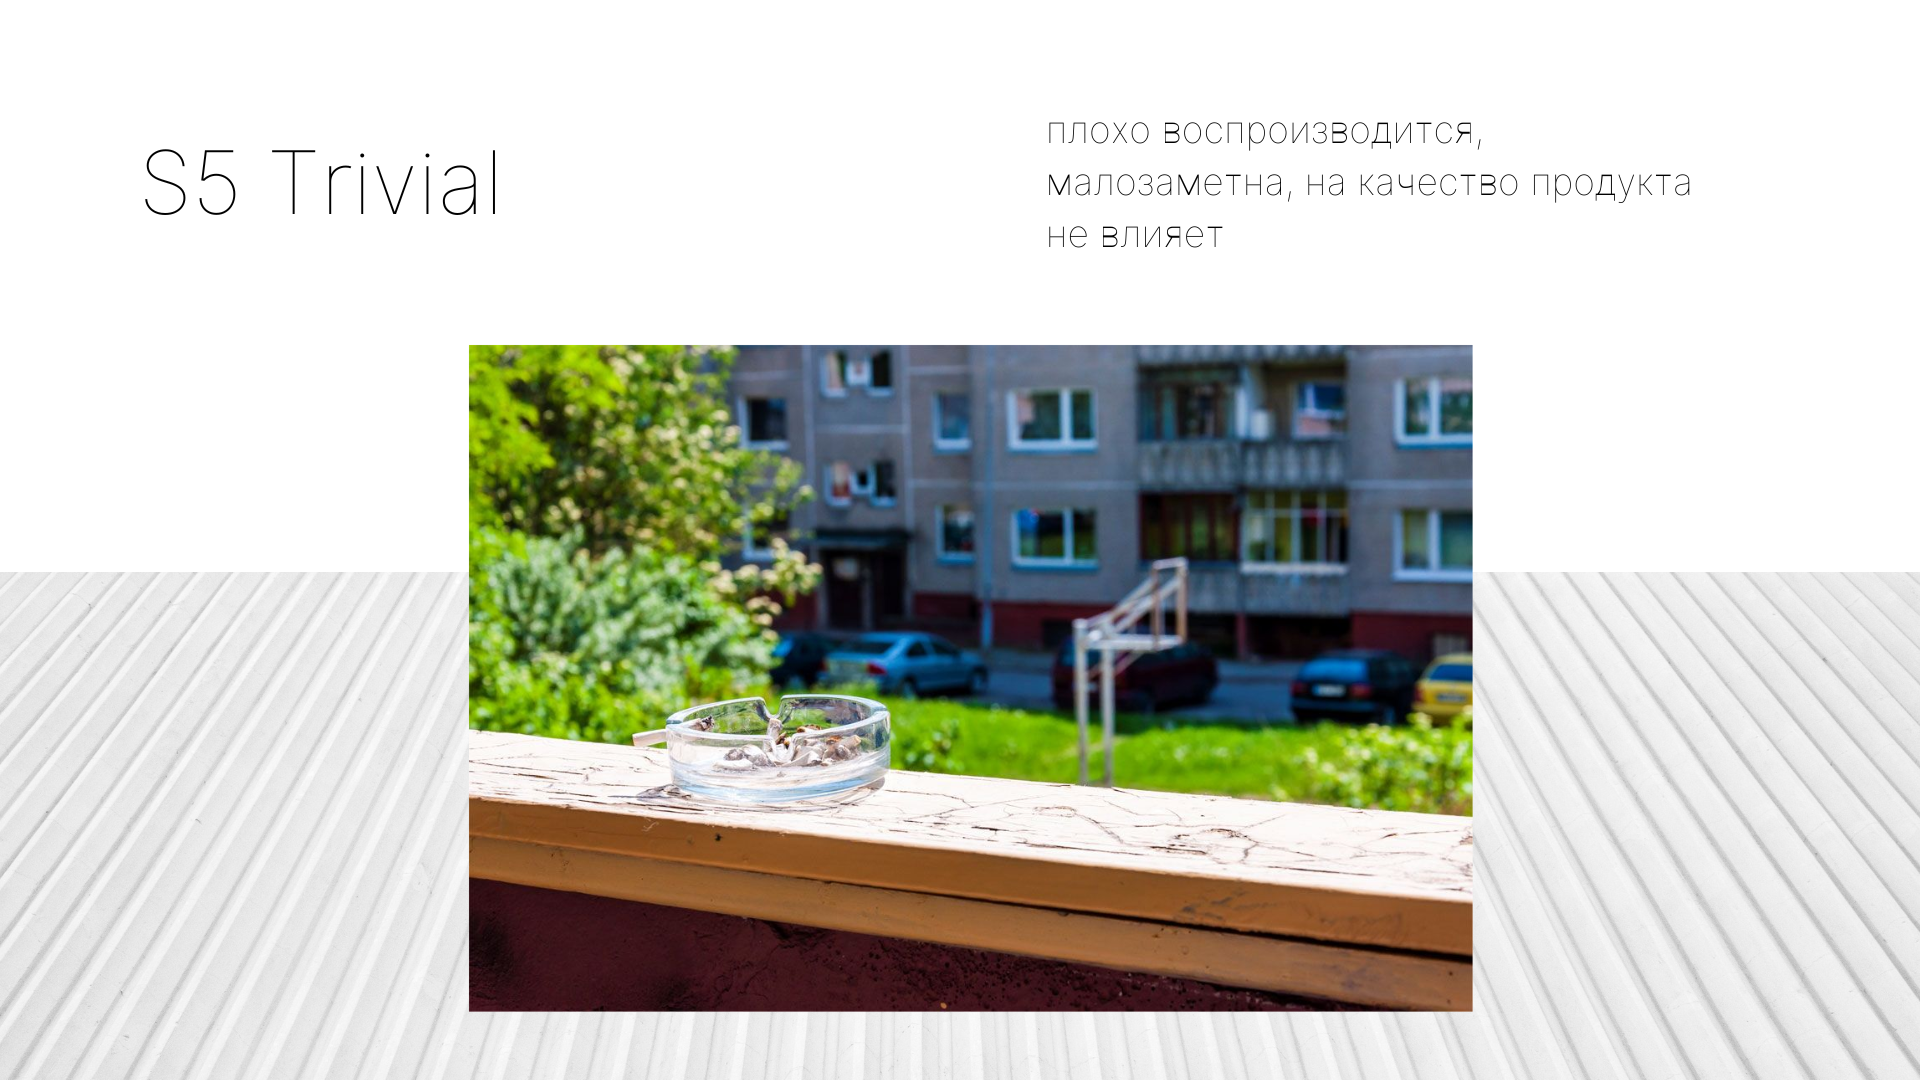 S5 Trivial
плохо воспроизводится,
малозаметна, на качество продукта
не влияет